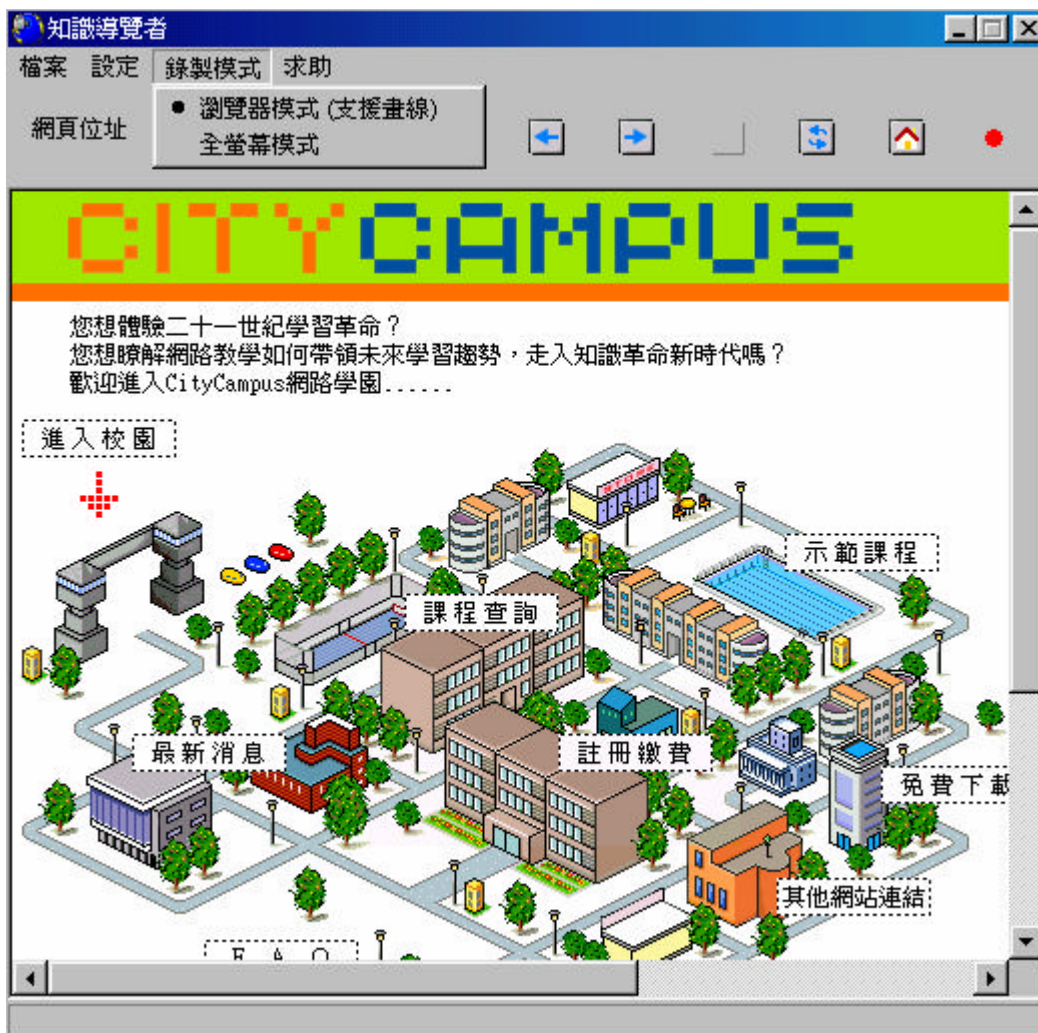 知識導覽者
檔案 設定 錄製模式 求助
瀏覽器模式 (支援畫線)
全螢幕模式
網頁位址
CITYCAMPUS
您想體驗二十一世紀學習革命？
您想瞭解網路教學如何帶領未來學習趨勢，走入知識革命新時代嗎？
歡迎進入CityCampus網路學園......
進入校園
示範課程
課程查詢
最新消息
註冊繳費
免費下載
其他網站連結
F A Q